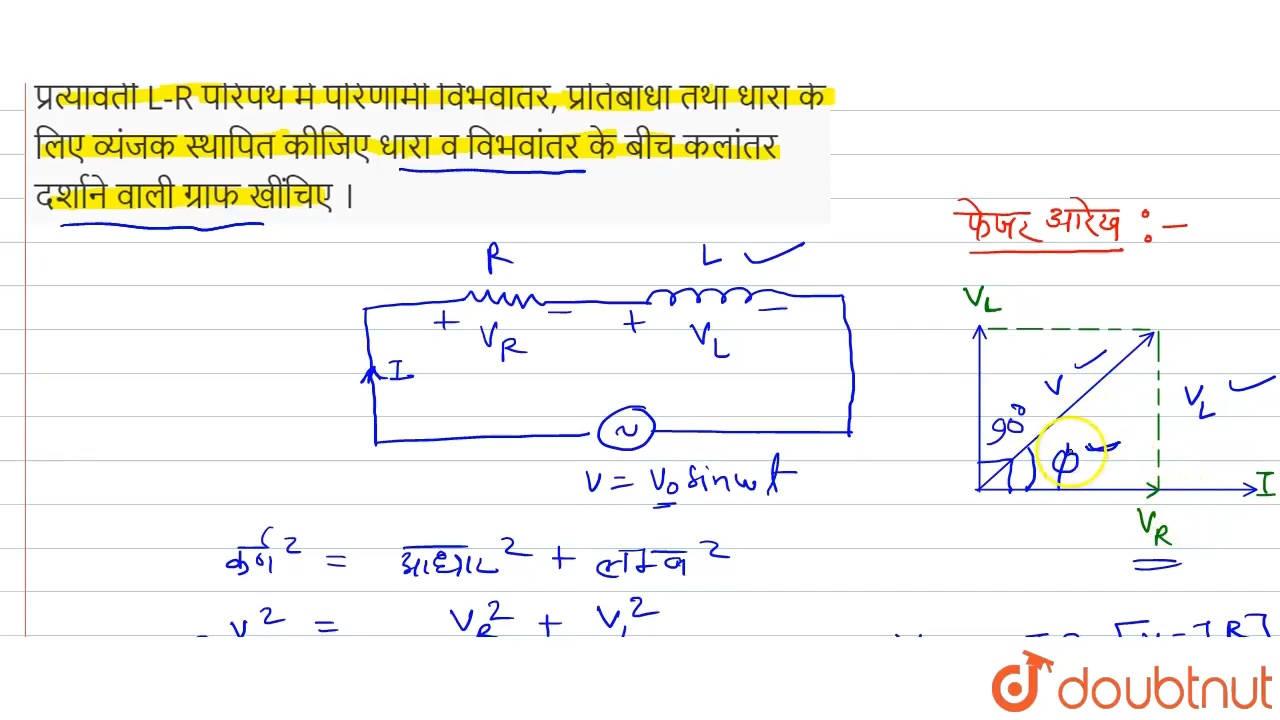 प्रत्यावर्ती L-R परिपथ में परिणामी विभवांतर, प्रतिबाधा तथा धारा के
लिए व्यंजक स्थापित कीजिए धारा व विभवांतर के बीच कलांतर
दर्शाने वाली ग्राफ खींचिए ।
फेजर आरेख :-
R
L
+ V_R -
+ V_L -
I
~
V = V₀ sin ω t
V_L
V
V_L
90°
ϕ
I
V_R
कर्ण² = आधार² + लम्ब²
V² = V_R² + V_L²
doubtnut